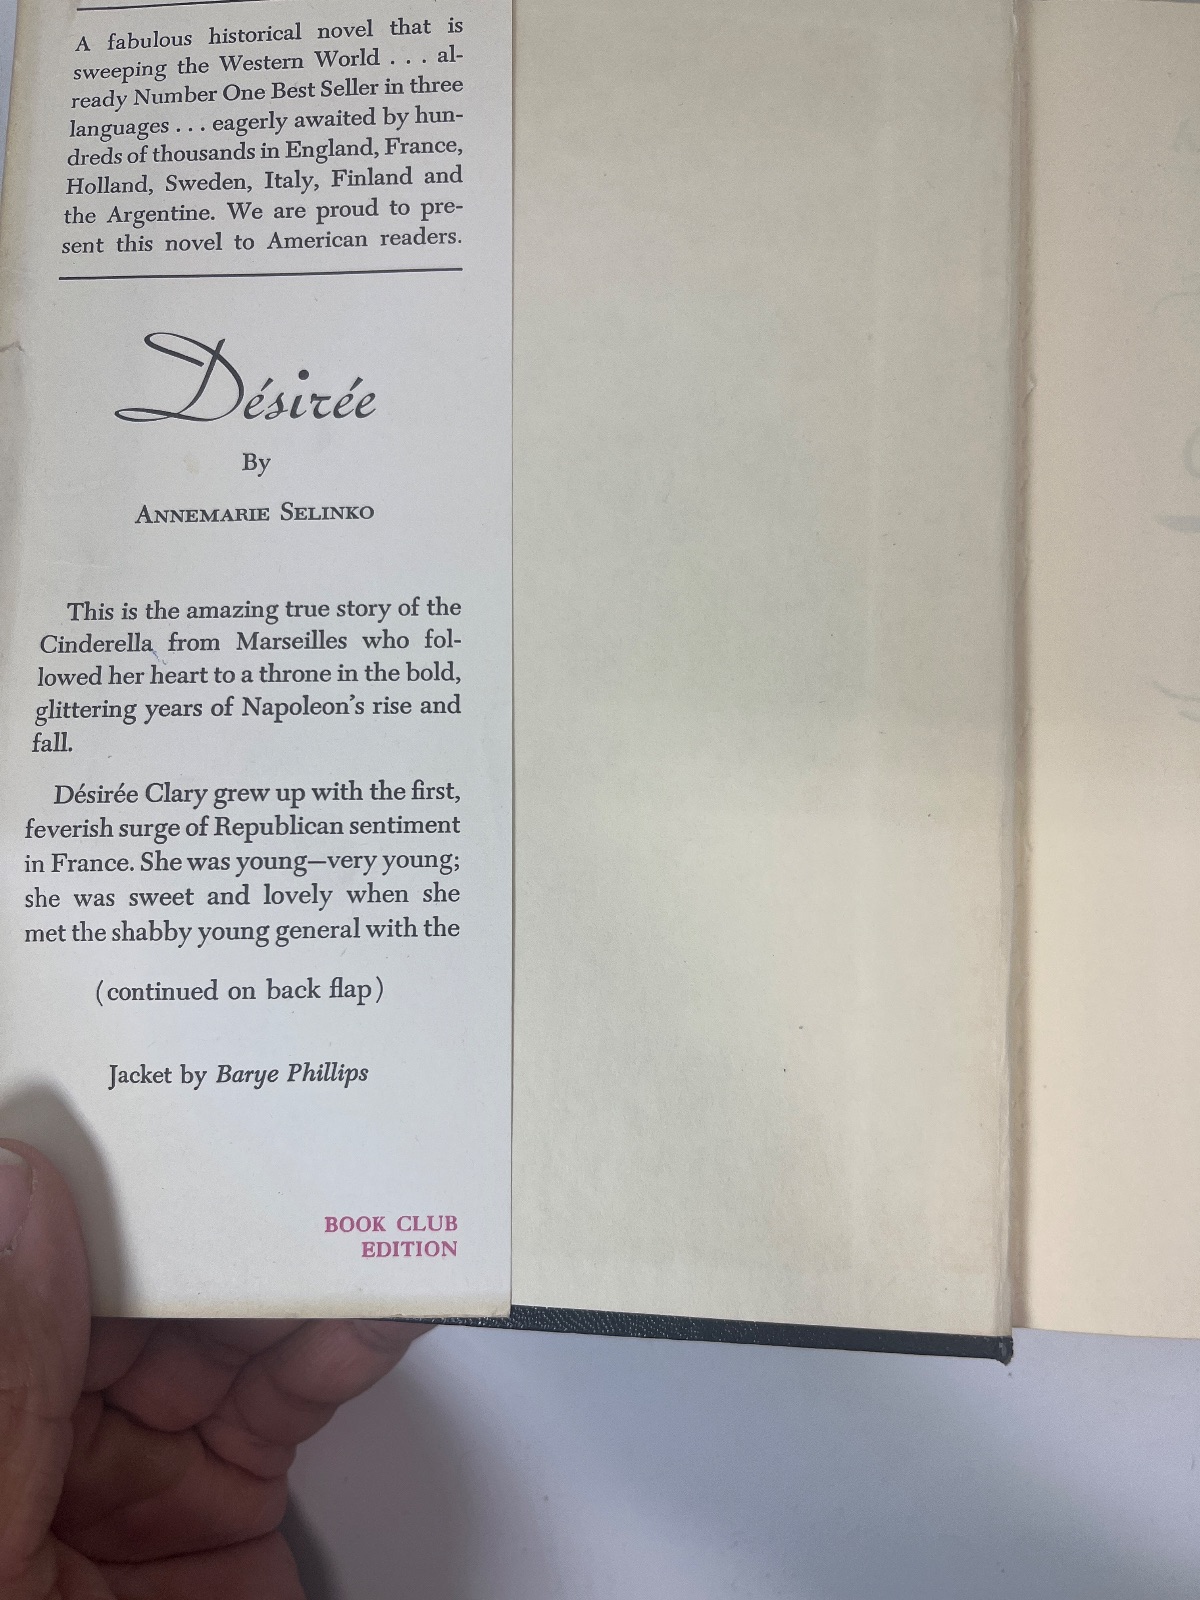 A fabulous historical novel that is
sweeping the Western World . . . al-
ready Number One Best Seller in three
languages . . . eagerly awaited by hun-
dreds of thousands in England, France,
Holland, Sweden, Italy, Finland and
the Argentine. We are proud to pre-
sent this novel to American readers.
Désirée
By
ANNEMARIE SELINKO
This is the amazing true story of the
Cinderella from Marseilles who fol-
lowed her heart to a throne in the bold,
glittering years of Napoleon's rise and
fall.
Désirée Clary grew up with the first,
feverish surge of Republican sentiment
in France. She was young—very young;
she was sweet and lovely when she
met the shabby young general with the
(continued on back flap)
Jacket by Barye Phillips
BOOK CLUB
EDITION